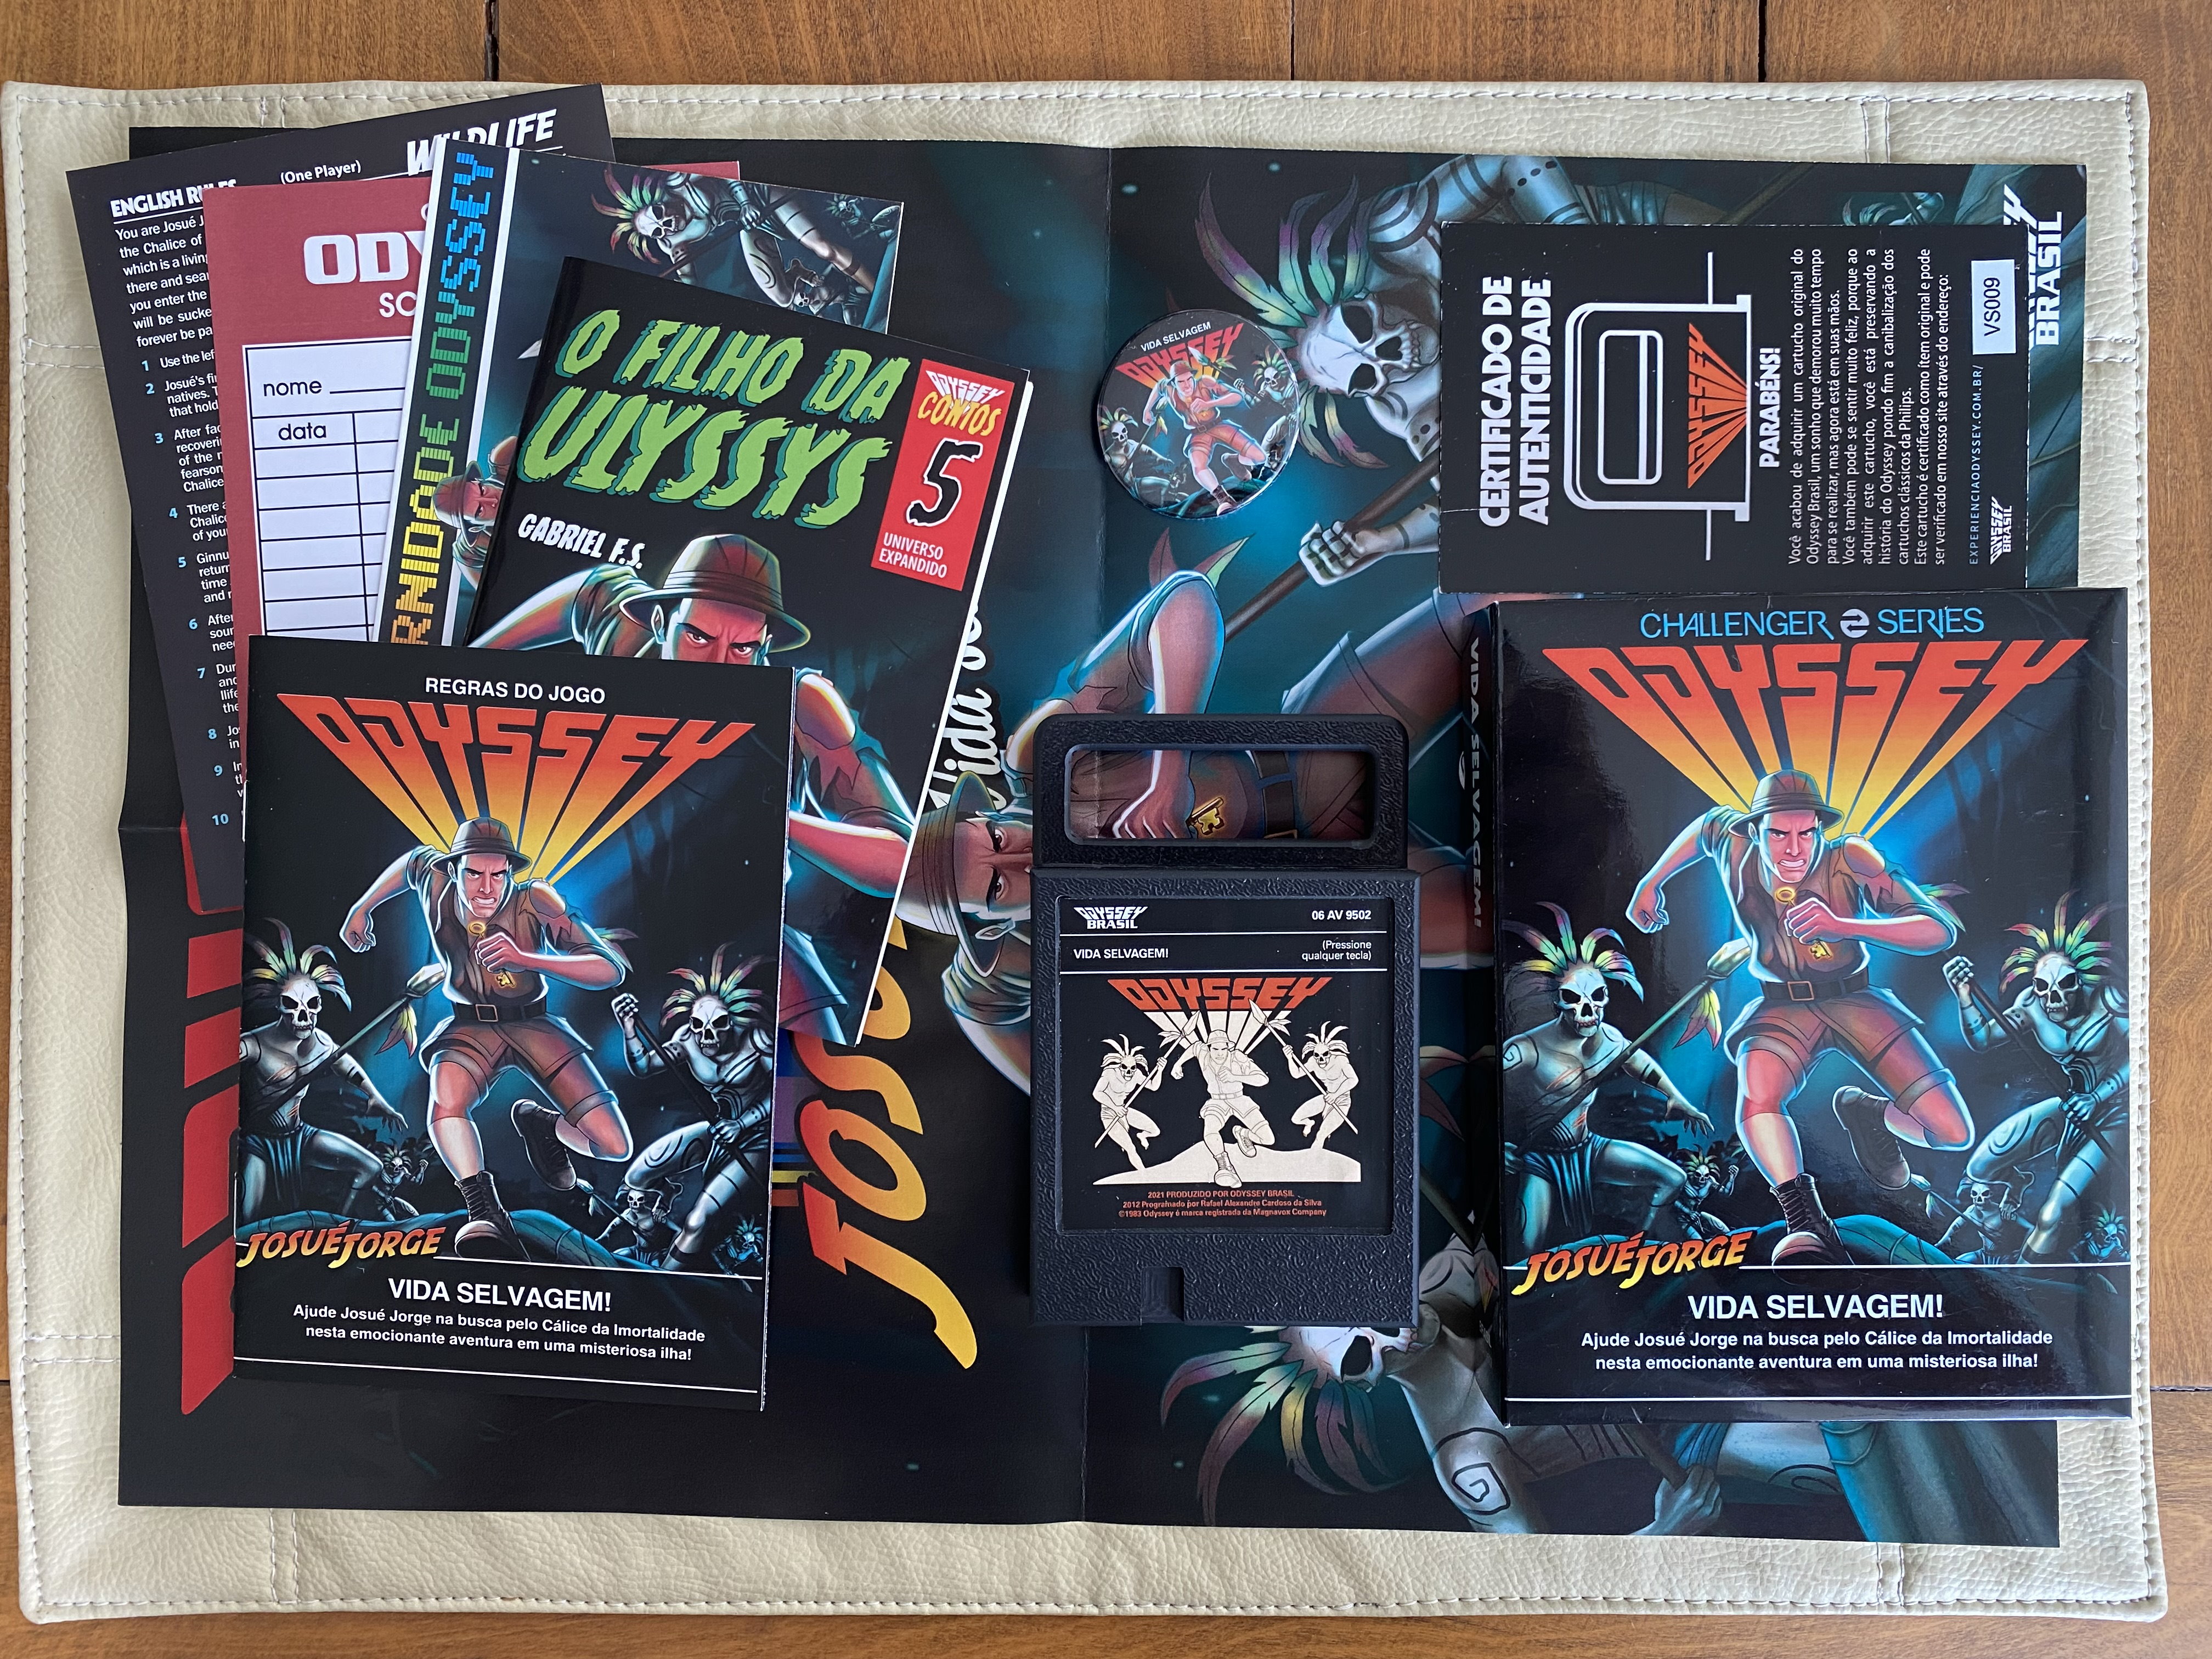 WILDLIFE
(One Player)
ENGLISH RULES
You are Josué J
the Chalice of
which is a living
there and sear
you enter the
will be sucke
forever be pa
1 Use the lef
2 Josué's fir
natives. T
that hold
3 After fac
recoveri
of the n
fearson
Chalice
4 There a
Chalic
of you
5 Ginnu
return
time
and r
6 After
soun
nee
7 Dur
and
life
the
8 Jo
in
9 In
th
10
ODY
SC
nome
data
RNIDADE ODYSSEY
O FILHO DA
ULYSSYS
GABRIEL F.S.
ODYSSEY
CONTOS
5
UNIVERSO
EXPANDIDO
REGRAS DO JOGO
ODYSSEY
JOSUÉ JORGE
VIDA SELVAGEM!
Ajude Josué Jorge na busca pelo Cálice da Imortalidade
nesta emocionante aventura em uma misteriosa ilha!
VIDA SELVAGEM
ODYSSEY
CERTIFICADO DE
AUTENTICIDADE
ODYSSEY
PARABÉNS!
Você acabou de adquirir um cartucho original do
Odyssey Brasil, um sonho que demorou muito tempo
para se realizar, mas agora está em suas mãos.
Você também pode se sentir muito feliz, porque ao
adquirir este cartucho, você está preservando a
história do Odyssey pondo fim a canibalização dos
cartuchos clássicos da Philips.
Este cartucho é certificado como item original e pode
ser verificado em nosso site através do endereço:
EXPERIENCIAODYSSEY.COM.BR/
VS009
ODYSSEY
BRASIL
BRASIL
ODYSSEY
BRASIL
06 AV 9502
VIDA SELVAGEM!
(Pressione
qualquer tecla)
ODYSSEY
2021 PRODUZIDO POR ODYSSEY BRASIL
2012 Programado por Rafael Alexandre Cardoso da Silva
©1983 Odyssey é marca registrada da Magnavox Company
VIDA SELVAGEM!
CHALLENGER SERIES
ODYSSEY
JOSUÉ JORGE
VIDA SELVAGEM!
Ajude Josué Jorge na busca pelo Cálice da Imortalidade
nesta emocionante aventura em uma misteriosa ilha!